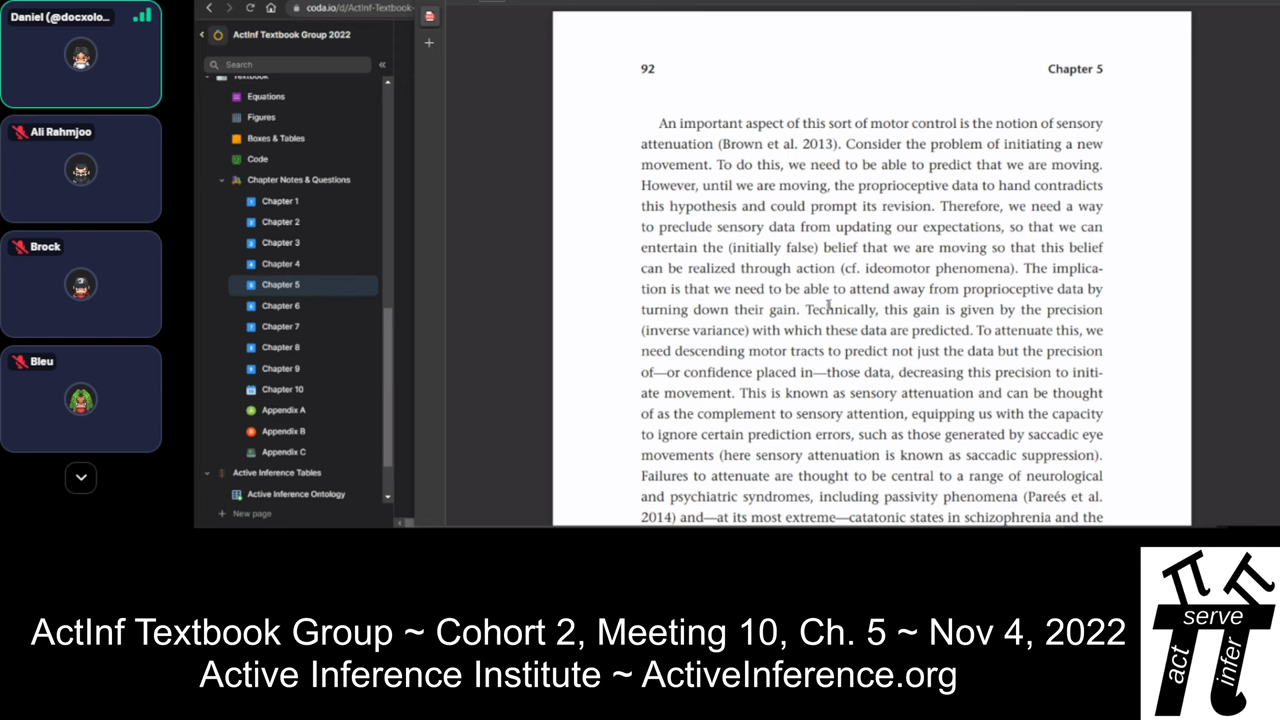 Daniel (@docxolo...
Ali Rahmjoo
Brock
Bleu
coda.io/d/ActInf-Textbook-
ActInf Textbook Group 2022
Search
Textbook
Equations
Figures
Boxes & Tables
Code
Chapter Notes & Questions
Chapter 1
Chapter 2
Chapter 3
Chapter 4
Chapter 5
Chapter 6
Chapter 7
Chapter 8
Chapter 9
Chapter 10
Appendix A
Appendix B
Appendix C
Active Inference Tables
Active Inference Ontology
New page
92 Chapter 5
An important aspect of this sort of motor control is the notion of sensory
attenuation (Brown et al. 2013). Consider the problem of initiating a new
movement. To do this, we need to be able to predict that we are moving.
However, until we are moving, the proprioceptive data to hand contradicts
this hypothesis and could prompt its revision. Therefore, we need a way
to preclude sensory data from updating our expectations, so that we can
entertain the (initially false) belief that we are moving so that this belief
can be realized through action (cf. ideomotor phenomena). The implica-
tion is that we need to be able to attend away from proprioceptive data by
turning down their gain. Technically, this gain is given by the precision
(inverse variance) with which these data are predicted. To attenuate this, we
need descending motor tracts to predict not just the data but the precision
of—or confidence placed in—those data, decreasing this precision to initi-
ate movement. This is known as sensory attenuation and can be thought
of as the complement to sensory attention, equipping us with the capacity
to ignore certain prediction errors, such as those generated by saccadic eye
movements (here sensory attenuation is known as saccadic suppression).
Failures to attenuate are thought to be central to a range of neurological
and psychiatric syndromes, including passivity phenomena (Pareés et al.
2014) and—at its most extreme—catatonic states in schizophrenia and the
ActInf Textbook Group ~ Cohort 2, Meeting 10, Ch. 5 ~ Nov 4, 2022
Active Inference Institute ~ ActiveInference.org
π π
serve
act
infer